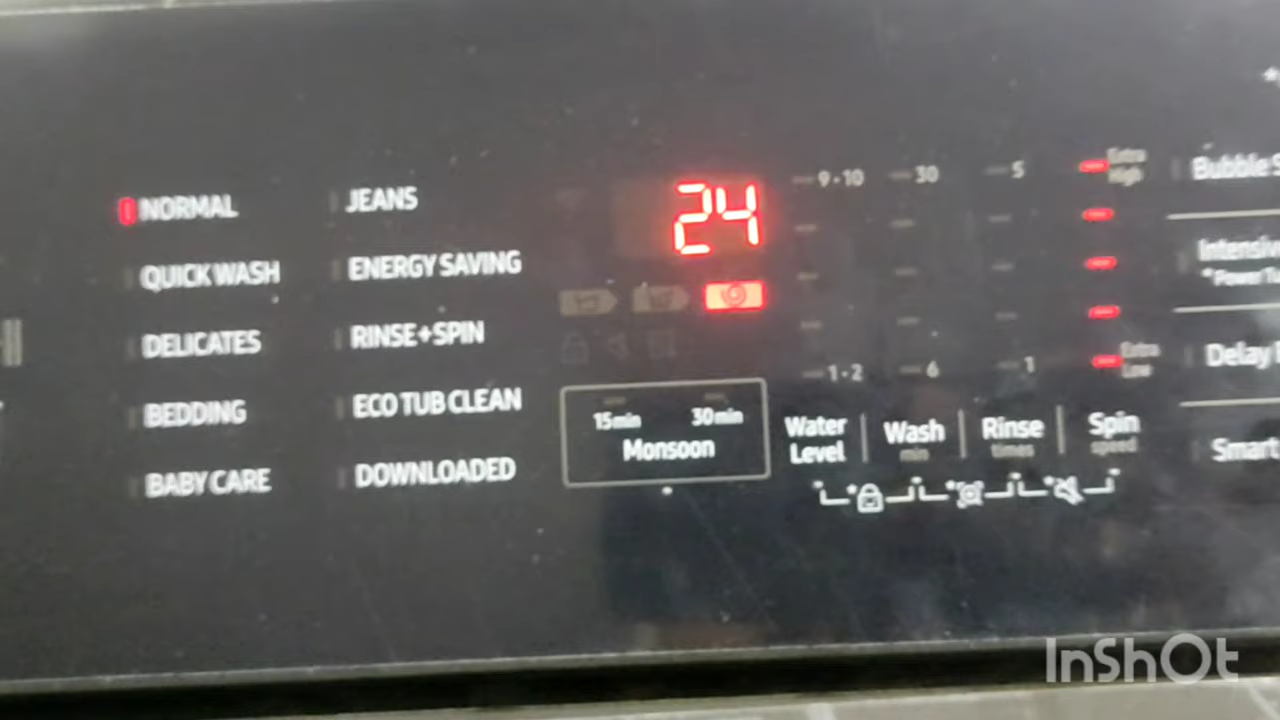 NORMAL
QUICK WASH
DELICATES
BEDDING
BABY CARE
JEANS
ENERGY SAVING
RINSE+SPIN
ECO TUB CLEAN
DOWNLOADED
24
15min 30min
Monsoon
9-10 30 5 Extra High
1-2 6 1 Extra Low
Water Level
Wash min
Rinse times
Spin speed
Bubble S
Intensive
*Power Tu
Delay
Smart
InShOt